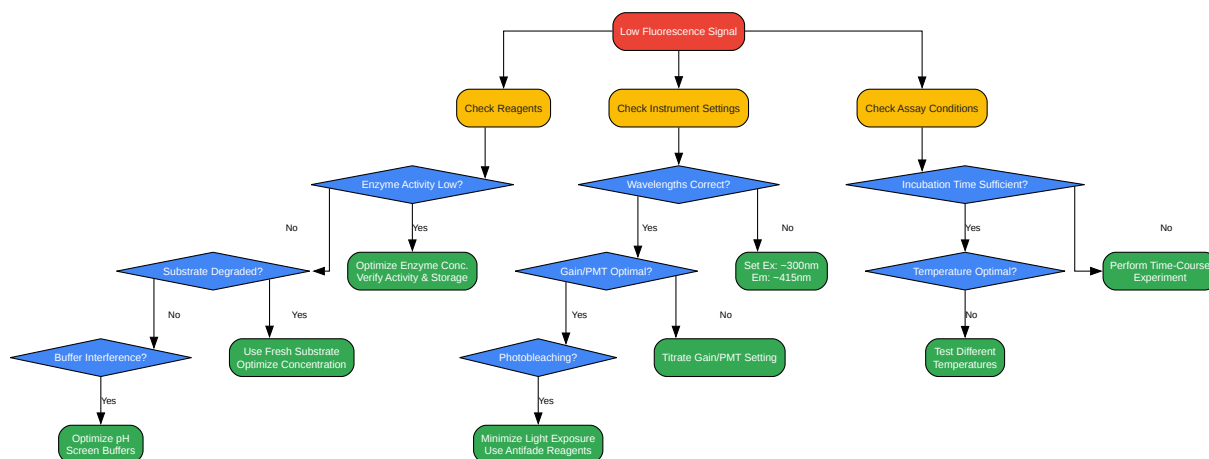 Low Fluorescence Signal
Check Reagents
Check Instrument Settings
Check Assay Conditions
Enzyme Activity Low?
Wavelengths Correct?
Incubation Time Sufficient?
No
Yes
Yes
No
Yes
No
Substrate Degraded?
Optimize Enzyme Conc.
Verify Activity & Storage
Gain/PMT Optimal?
Set Ex: ~300nm
Em: ~415nm
Temperature Optimal?
Perform Time-Course
Experiment
No
Yes
Yes
No
No
Buffer Interference?
Use Fresh Substrate
Optimize Concentration
Photobleaching?
Titrate Gain/PMT Setting
Test Different
Temperatures
Yes
Yes
Optimize pH
Screen Buffers
Minimize Light Exposure
Use Antifade Reagents